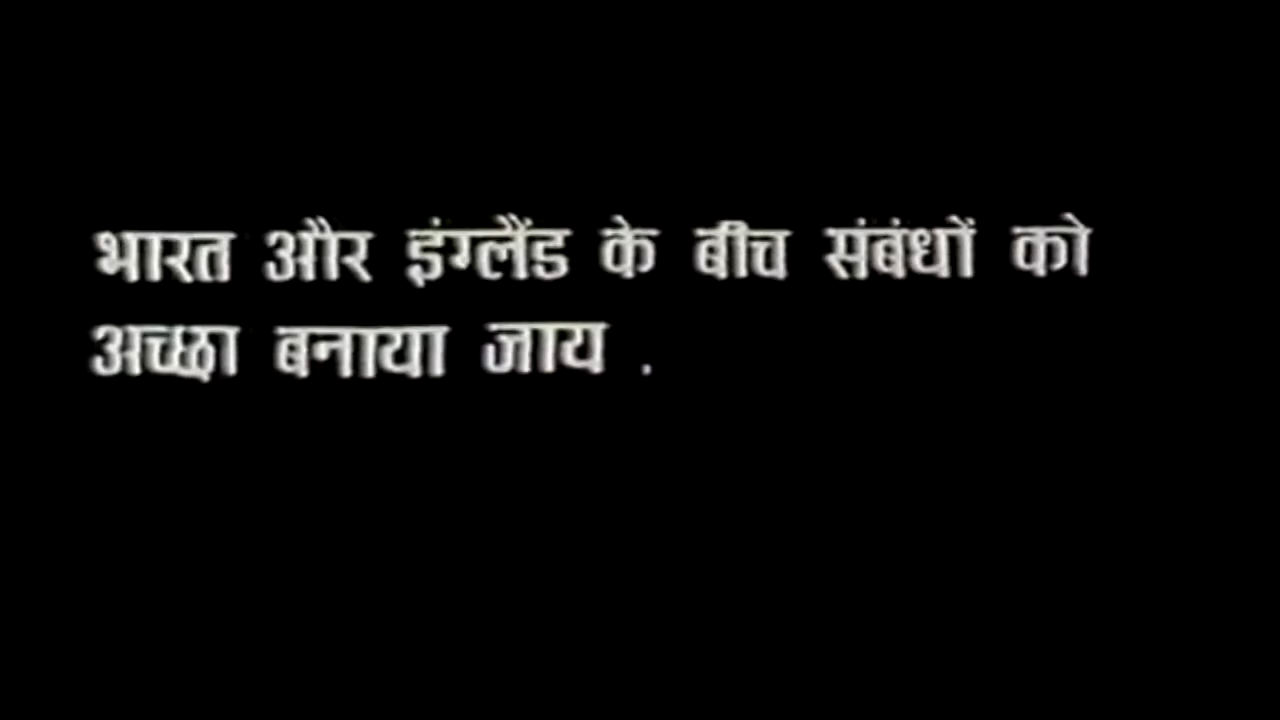 भारत और इंग्लैंड के बीच संबंधों को
अच्छा बनाया जाय .